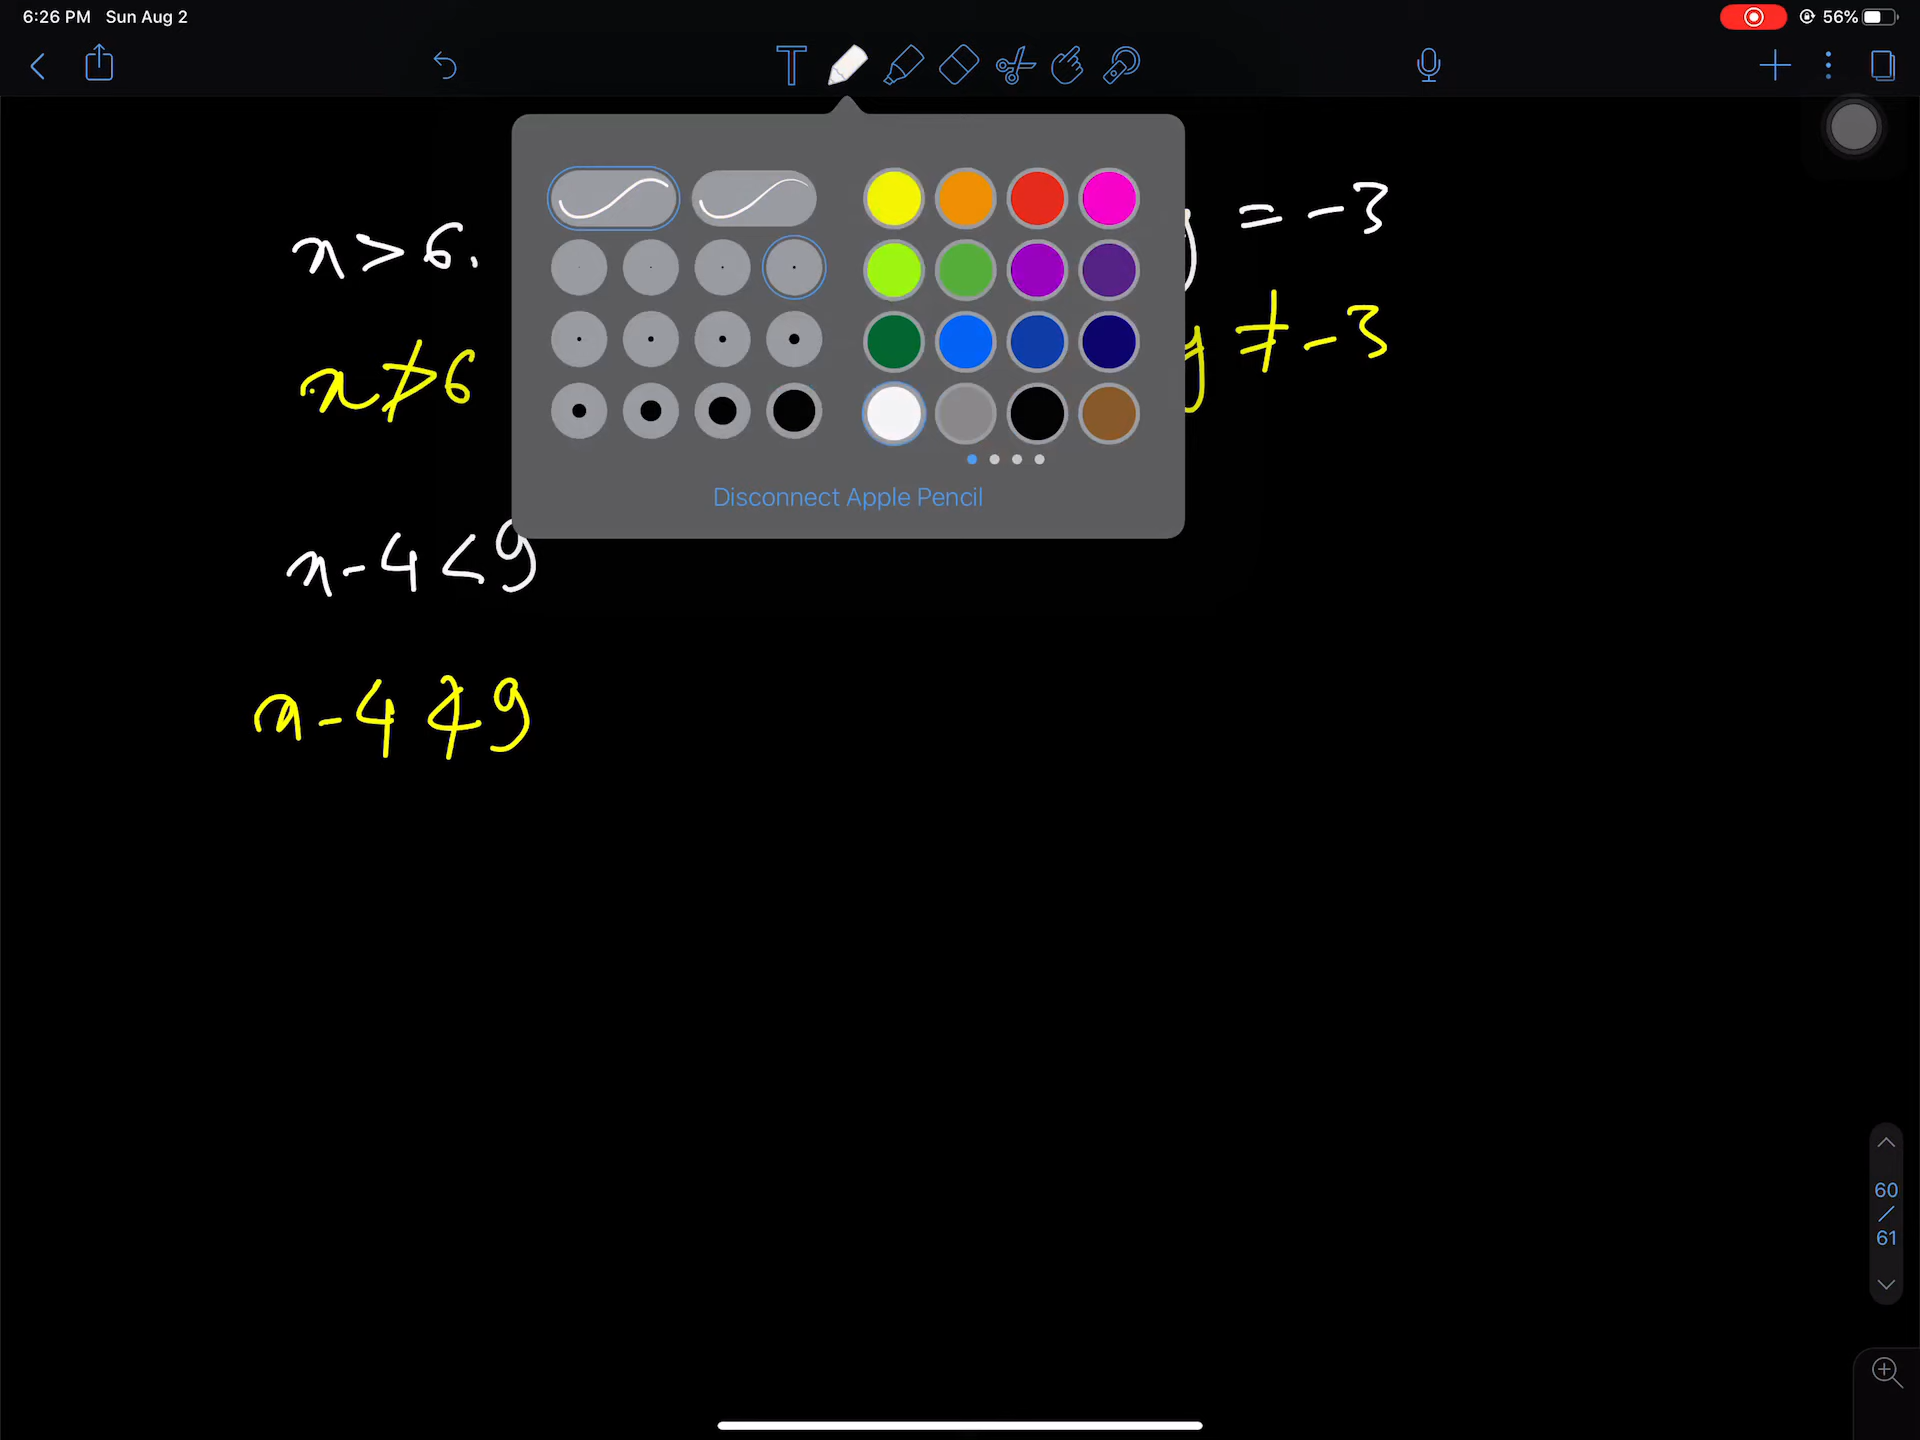 6:26 PM Sun Aug 2
56%
x > 6.
= -3
x ≯ 6
y ≠ -3
Disconnect Apple Pencil
x - 4 < 9
x - 4 ≮ 9
60
/
61